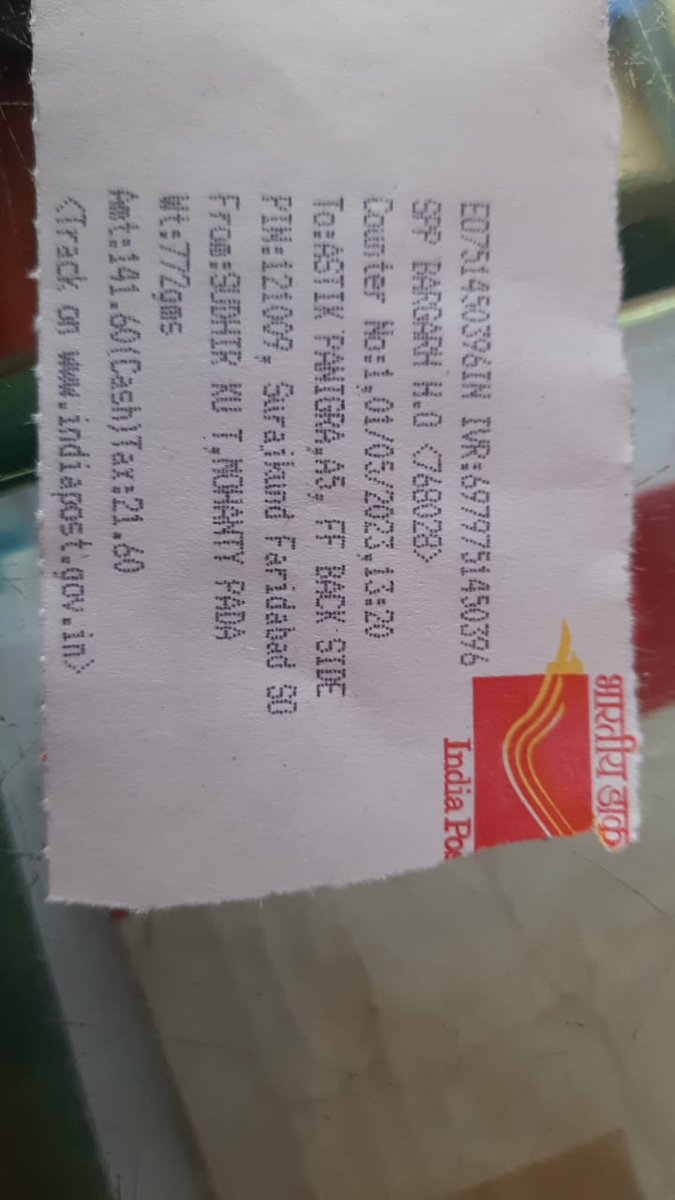 भारतीय डाक
India Pos
EO751450396IN IVR:6979751450396
SPP BARGARH H.O <768028>
Counter No:1,01/05/2023,13:20
To:ASTIK PANIGRA,A5, FF BACK SIDE
PIN:121009, Surajkund Faridabad SO
From:SUDHIR KU T,MOHANTY PADA
Wt:772gms
Amt:141.60(Cash)Tax:21.60
<Track on www.indiapost.gov.in>